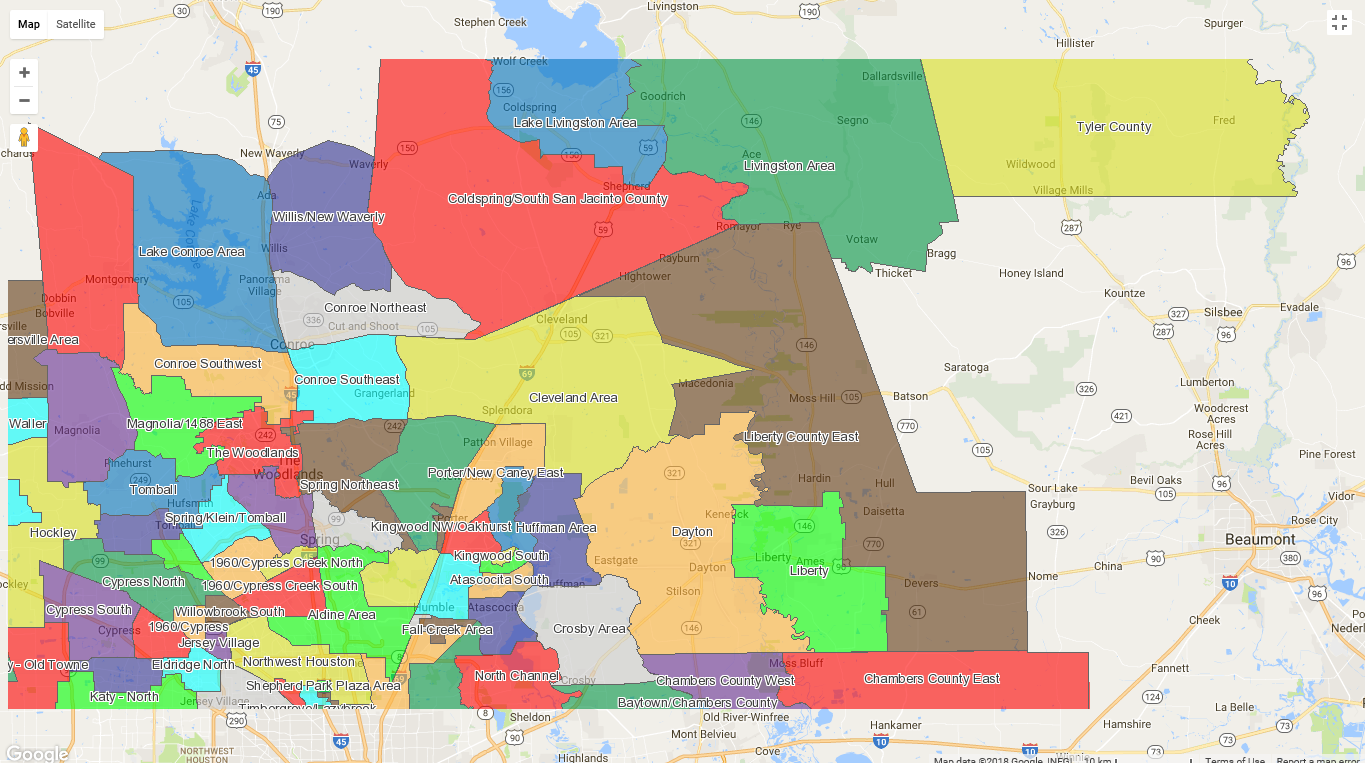 Map
Satellite
30
190
Livingston
Stephen Creek
190
Spurger
Hillister
45
Wolf Creek
Dallardsville
156
Goodrich
Coldspring
Lake Livingston Area
146
Segno
Tyler County
Fred
75
New Waverly
150
150
59
Ace
Waverly
Livingston Area
Wildwood
Village Mills
Shepherd
Ada
Coldspring/South San Jacinto County
Willis/New Waverly
59
Romayor
Rye
287
Lake Conroe Area
Willis
Votaw
Bragg
Rayburn
96
Montgomery
Panorama
Village
Hightower
Thicket
Honey Island
Dobbin
105
Kountze
Bobville
Conroe Northeast
Evadale
336
Cut and Shoot
105
Cleveland
105
321
327
Silsbee
287
96
ersville Area
Conroe
146
Conroe Southwest
69
Saratoga
Conroe Southeast
Macedonia
Lumberton
326
Grangerland
45
Cleveland Area
Moss Hill
105
Batson
Woodcrest
Acres
Splendora
421
Waller
Magnolia/1488 East
242
770
Magnolia
242
Patton Village
Liberty County East
Rose Hill
Acres
The Woodlands
105
Pine Forest
Pinehurst
The
Woodlands
Porter/New Caney East
321
Hardin
Hull
Bevil Oaks
249
Tomball
Spring Northeast
Sour Lake
96
Vidor
Hufsmith
Grayburg
105
Daisetta
Spring/Klein/Tomball
99
Kingwood NW/Oakhurst
Huffman Area
Kenefick
146
Rose City
Hockley
Spring
Dayton
326
Beaumont
321
770
Kingwood South
Eastgate
Liberty
Ames
90
380
99
1960/Cypress Creek North
China
Dayton
90
Liberty
Nome
Cypress North
1960/Cypress Creek South
Atascocita South
Huffman
Devers
10
Stilson
Cypress South
Willowbrook South
Aldine Area
Humble
Atascocita
61
96
Cypress
1960/Cypress
Fall Creek Area
Crosby Area
146
Cheek
Jersey Village
y - Old Towne
Eldridge North
Northwest Houston
Moss Bluff
Fannett
North Channel
Crosby
Chambers County West
Chambers County East
Shepherd Park Plaza Area
Katy - North
Jersey Village
Baytown/Chambers County
124
La Belle
Timbergrove/Lazybrook
290
8
Sheldon
Old River-Winfree
Hankamer
Hamshire
90
Mont Belvieu
73
73
NORTHWEST
HOUSTON
45
Cove
10
10
Highlands
Google
Map data ©2018 Google, INEGI
10 km
Terms of Use
Report a map error